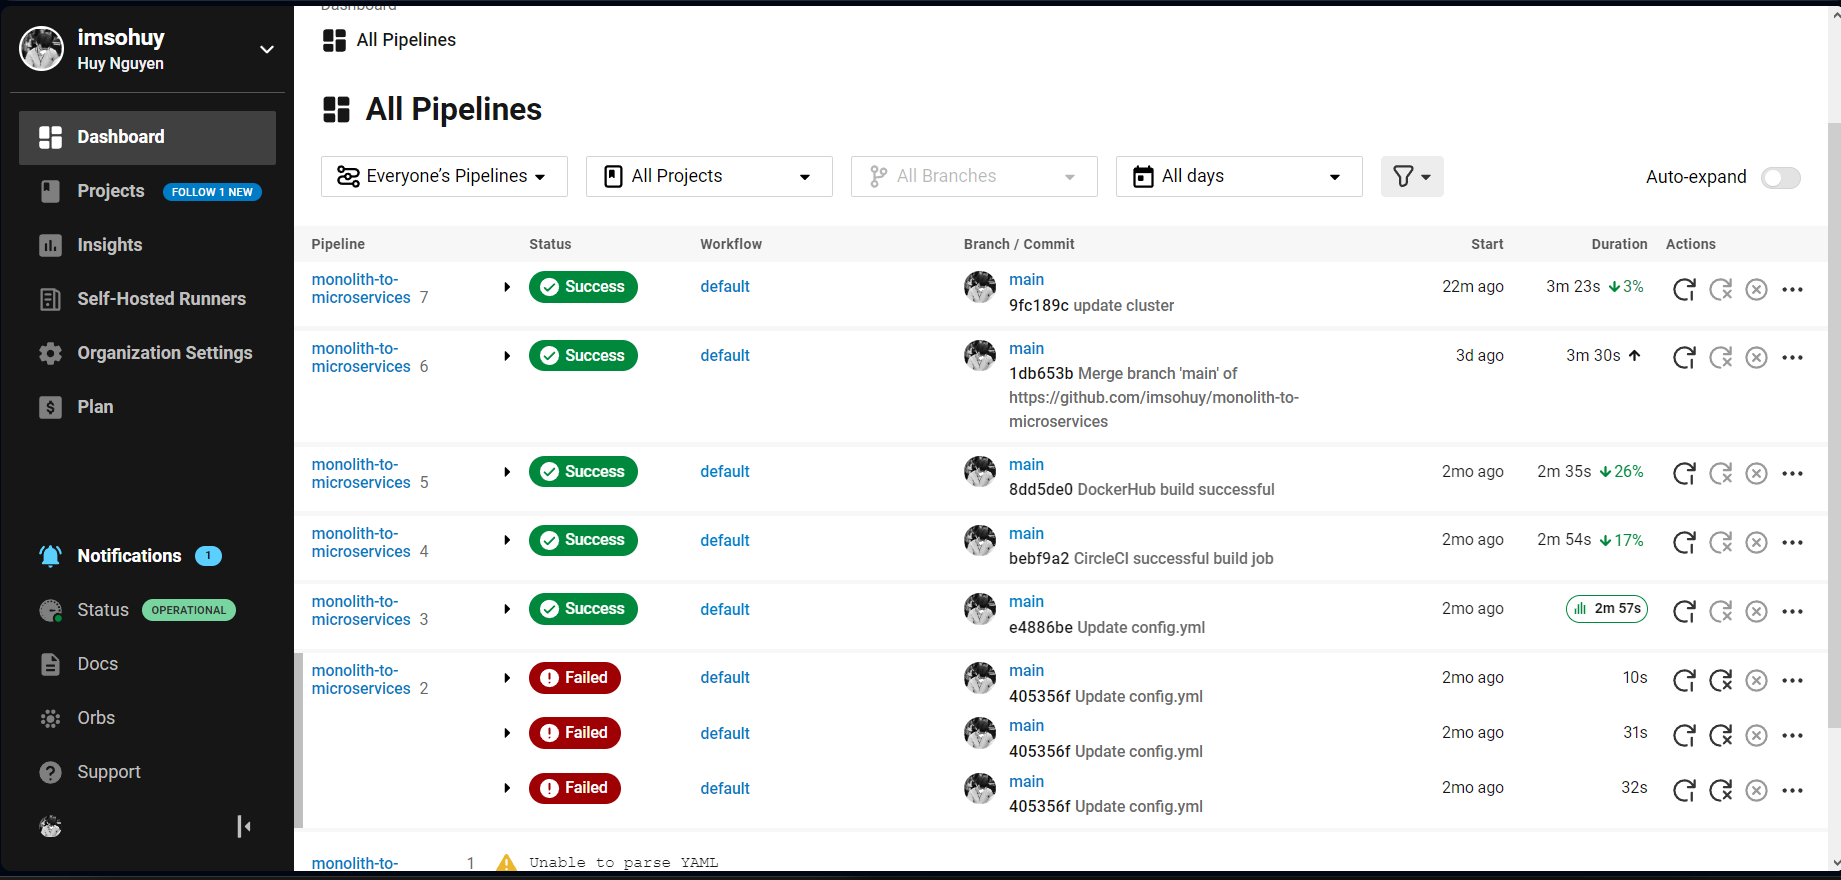 imsohuy
Huy Nguyen
Dashboard
Projects FOLLOW 1 NEW
Insights
Self-Hosted Runners
Organization Settings
Plan
Notifications 1
Status OPERATIONAL
Docs
Orbs
Support
Dashboard
All Pipelines
All Pipelines
Everyone's Pipelines All Projects All Branches All days Auto-expand
Pipeline Status Workflow Branch / Commit Start Duration Actions
monolith-to-
microservices 7 Success default main 22m ago 3m 23s 3%
9fc189c update cluster
monolith-to-
microservices 6 Success default main 3d ago 3m 30s
1db653b Merge branch 'main' of
https://github.com/imsohuy/monolith-to-
microservices
monolith-to-
microservices 5 Success default main 2mo ago 2m 35s 26%
8dd5de0 DockerHub build successful
monolith-to-
microservices 4 Success default main 2mo ago 2m 54s 17%
bebf9a2 CircleCI successful build job
monolith-to-
microservices 3 Success default main 2mo ago 2m 57s
e4886be Update config.yml
monolith-to-
microservices 2 Failed default main 2mo ago 10s
405356f Update config.yml
Failed default main 2mo ago 31s
405356f Update config.yml
Failed default main 2mo ago 32s
405356f Update config.yml
monolith-to- 1 Unable to parse YAML